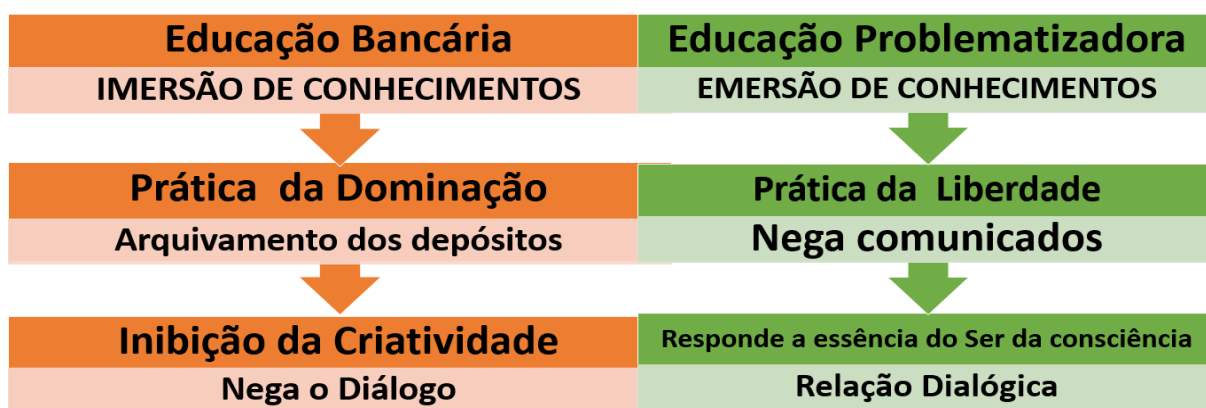 Educação Bancária
IMERSÃO DE CONHECIMENTOS
Prática da Dominação
Arquivamento dos depósitos
Inibição da Criatividade
Nega o Diálogo
Educação Problematizadora
EMERSÃO DE CONHECIMENTOS
Prática da Liberdade
Nega comunicados
Responde a essência do Ser da consciência
Relação Dialógica